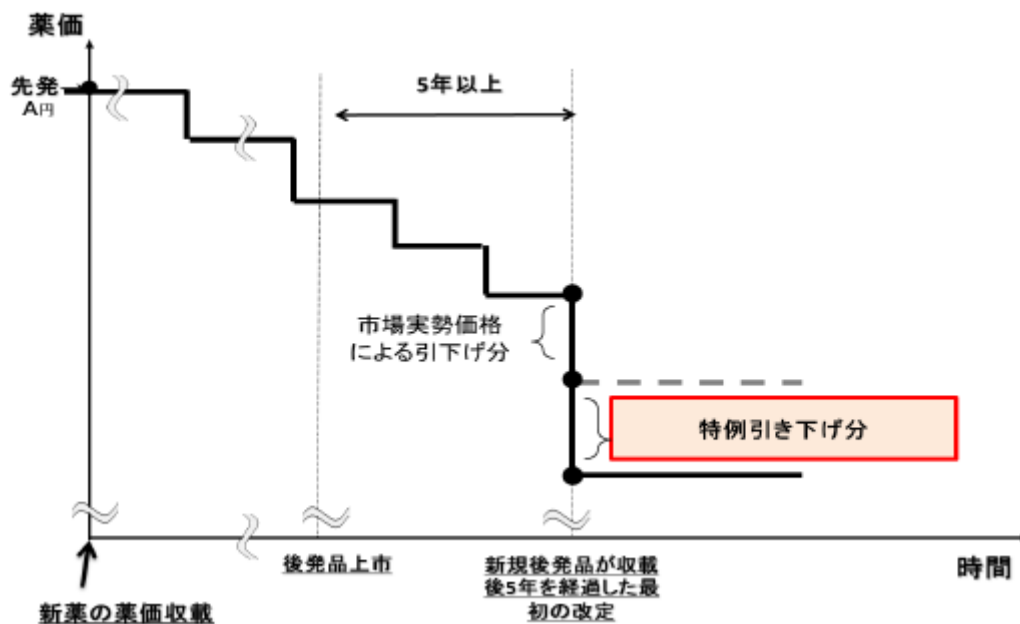 薬価
先発
A円
5年以上
市場実勢価格
による引下げ分
特例引き下げ分
後発品上市
新規後発品が収載
後5年を経過した最
初の改定
時間
新薬の薬価収載